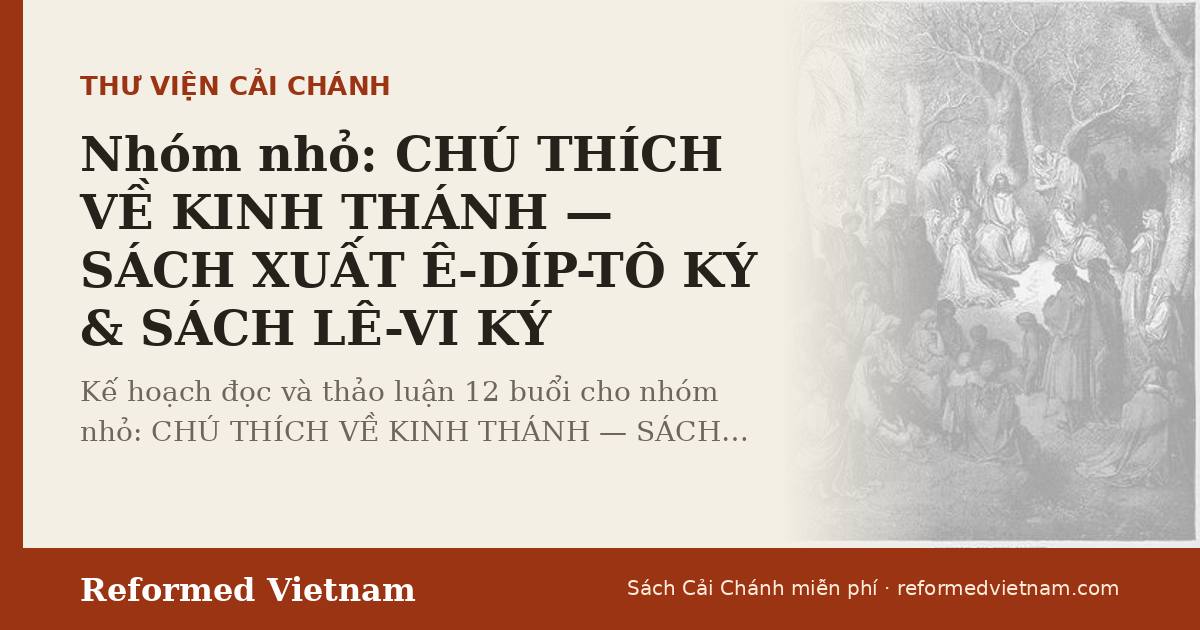 THƯ VIỆN CẢI CHÁNH
Nhóm nhỏ: CHÚ THÍCH
VỀ KINH THÁNH —
SÁCH XUẤT Ê-DÍP-TÔ KÝ
& SÁCH LÊ-VI KÝ
Kế hoạch đọc và thảo luận 12 buổi cho nhóm
nhỏ: CHÚ THÍCH VỀ KINH THÁNH — SÁCH...
Reformed Vietnam
Sách Cải Chánh miễn phí · reformedvietnam.com